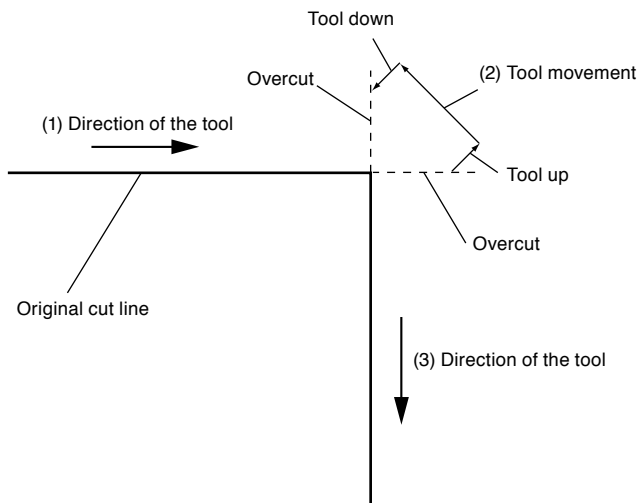 Tool down
Overcut
(2) Tool movement
(1) Direction of the tool
Tool up
Overcut
Original cut line
(3) Direction of the tool